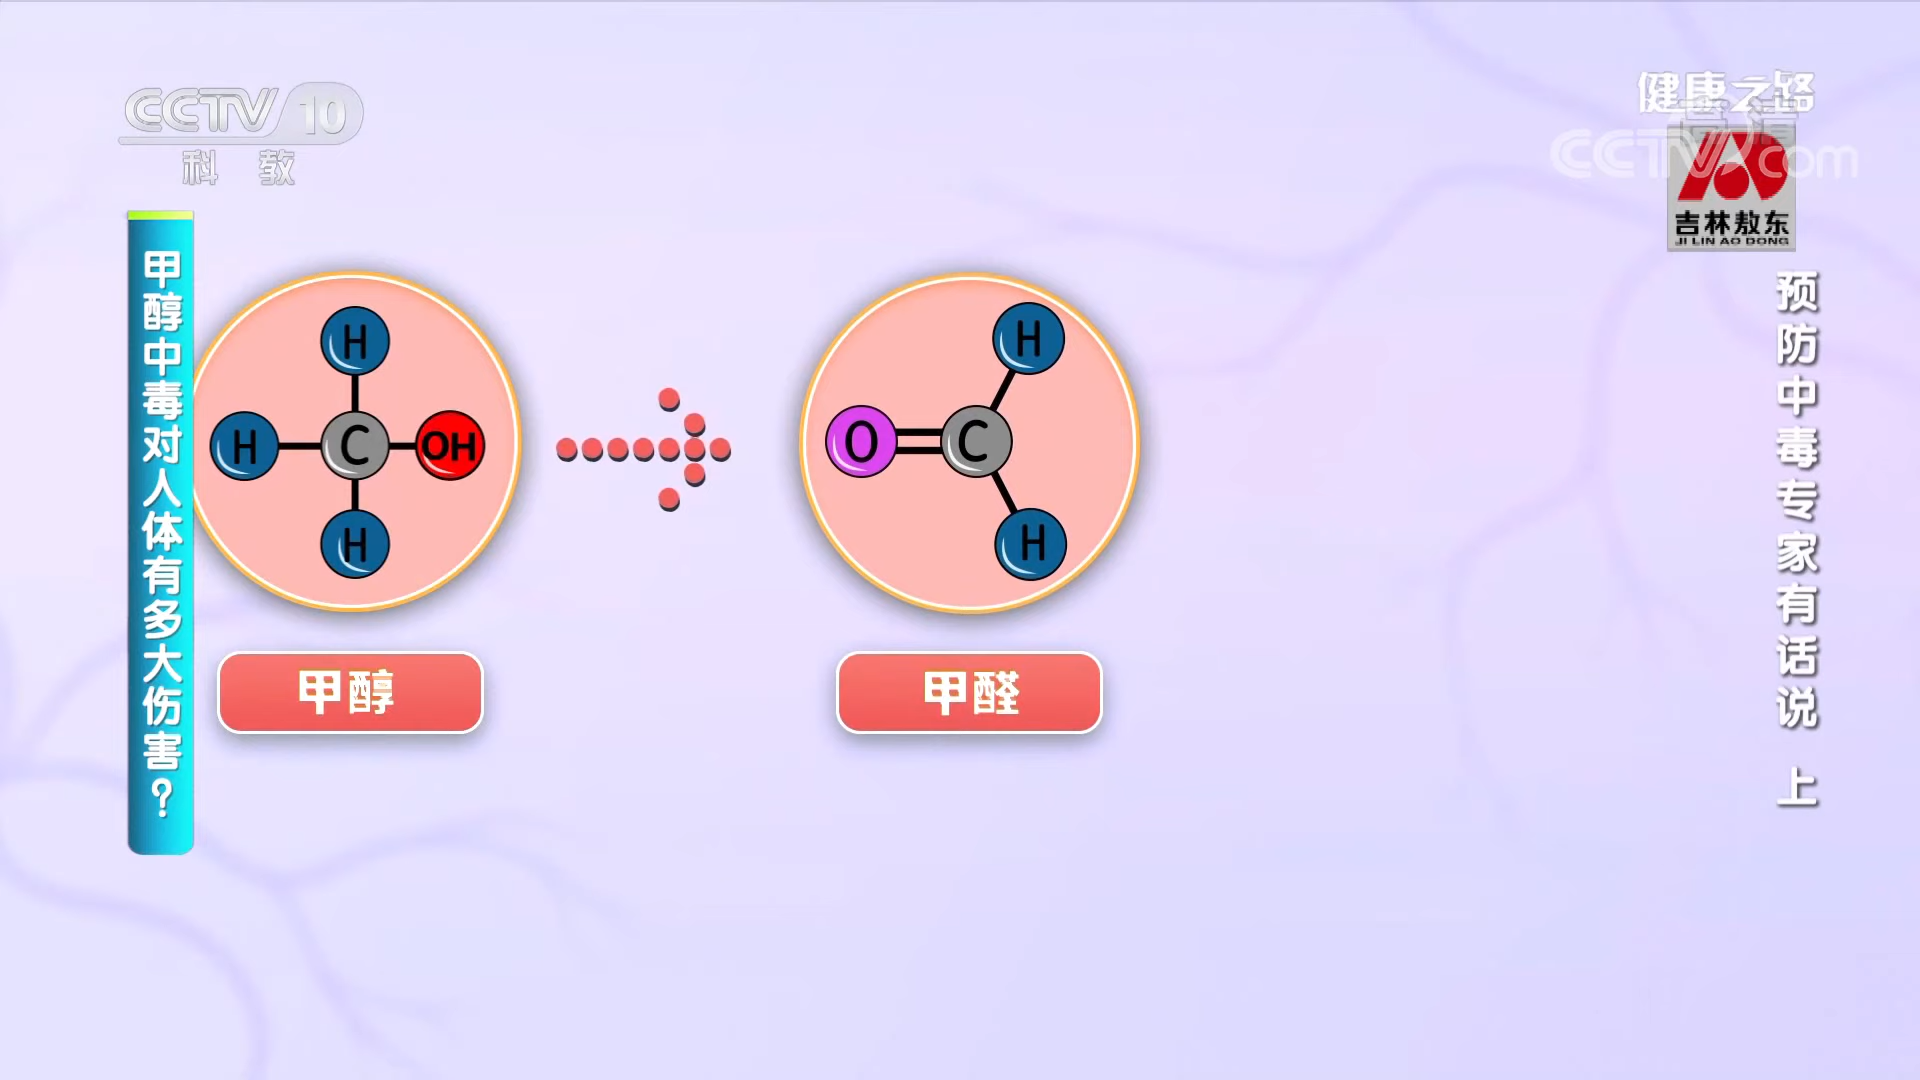 CCTV 10
科 教
健康之路
高清
CCTV.com
吉林敖东
JI LIN AO DONG
甲醇中毒对人体有多大伤害？
H
H
C
OH
H
H
O
C
H
甲醇
甲醛
预防中毒专家有话说 上